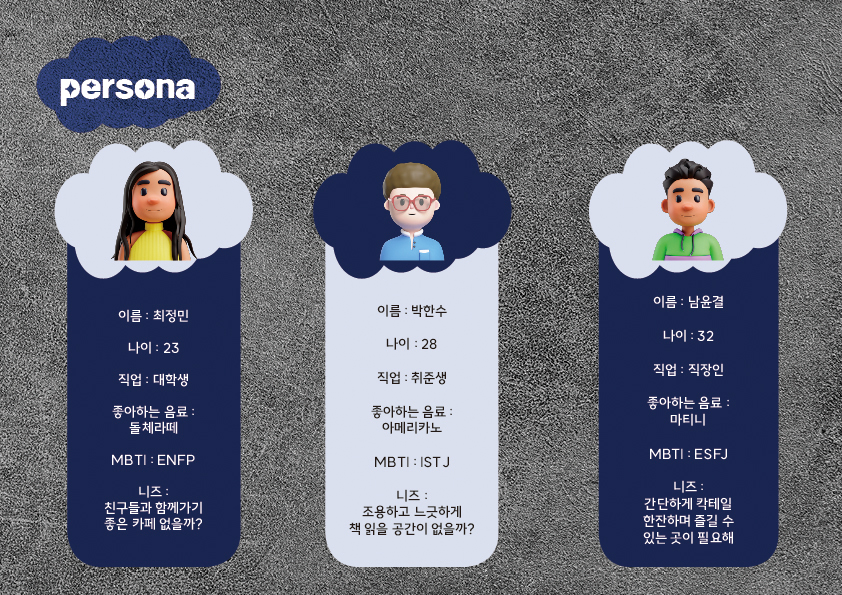 persona
이름 : 최정민
나이 : 23
직업 : 대학생
좋아하는 음료 :
돌체라떼
MBTI : ENFP
니즈 :
친구들과 함께가기
좋은 카페 없을까?
이름 : 박한수
나이 : 28
직업 : 취준생
좋아하는 음료 :
아메리카노
MBTI : ISTJ
니즈 :
조용하고 느긋하게
책 읽을 공간이 없을까?
이름 : 남윤결
나이 : 32
직업 : 직장인
좋아하는 음료 :
마티니
MBTI : ESFJ
니즈 :
간단하게 칵테일
한잔하며 즐길 수
있는 곳이 필요해